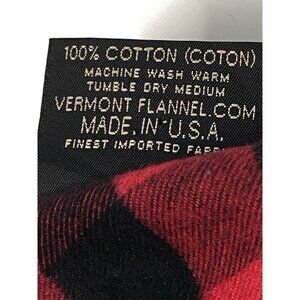 100% COTTON (COTON)
MACHINE WASH WARM
TUMBLE DRY MEDIUM
VERMONT FLANNEL.COM
MADE IN U.S.A.
FINEST IMPORTED